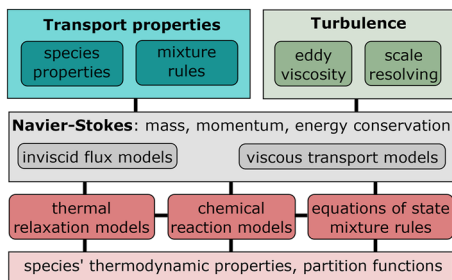 Transport properties
species
properties
mixture
rules
Turbulence
eddy
viscosity
scale
resolving
Navier-Stokes: mass, momentum, energy conservation
inviscid flux models
viscous transport models
thermal
relaxation models
chemical
reaction models
equations of state
mixture rules
species' thermodynamic properties, partition functions